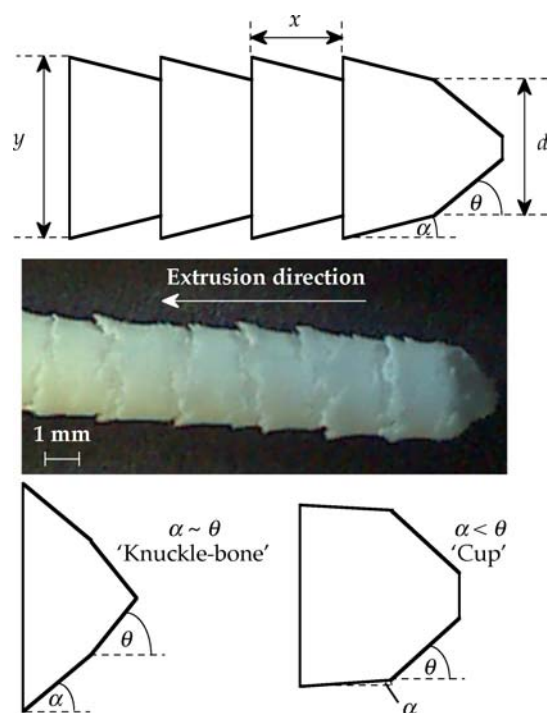 x
y
d
θ
α
Extrusion direction
1 mm
α ~ θ
'Knuckle-bone'
θ
α
α < θ
'Cup'
θ
α